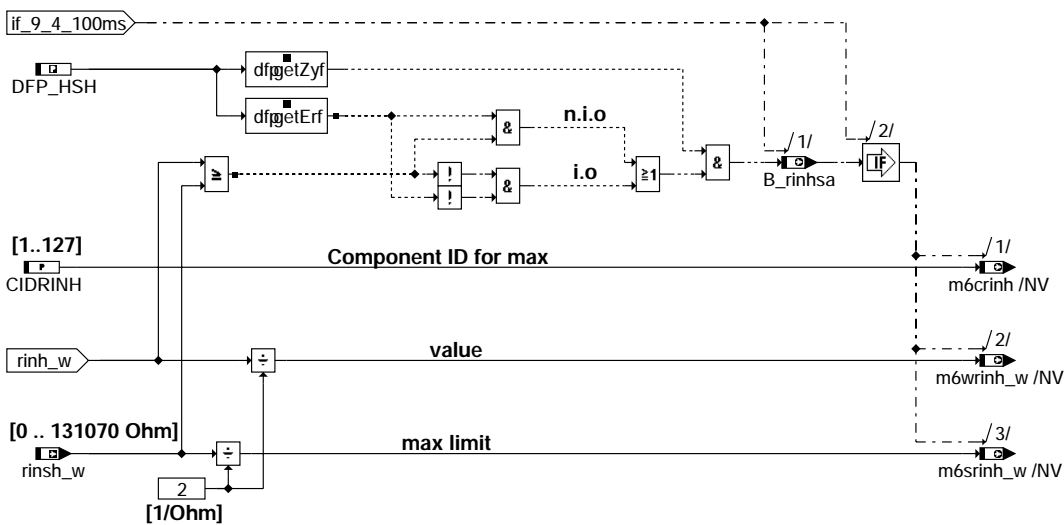 if_9_4_100ms
DFP_HSH
dfpgetZyf
dfpgetErf
&
n.i.o
&
/1/
/2/
≥
!
!
&
i.o
≥1
B_rinhsa
IF
[1..127]
P
CIDRINH
Component ID for max
/1/
m6crinh /NV
rinh_w
÷
value
/2/
m6wrinh_w /NV
[0 .. 131070 Ohm]
rinsh_w
÷
max limit
/3/
m6srinh_w /NV
2
[1/Ohm]